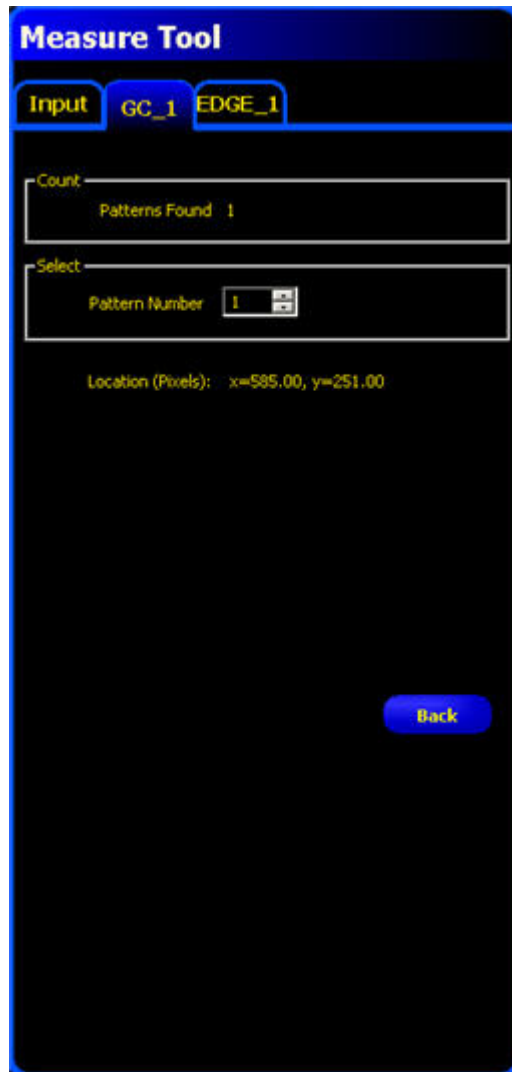 Measure Tool
Input GC_1 EDGE_1
Count
Patterns Found 1
Select
Pattern Number 1
Location (Pixels): x=585.00, y=251.00
Back